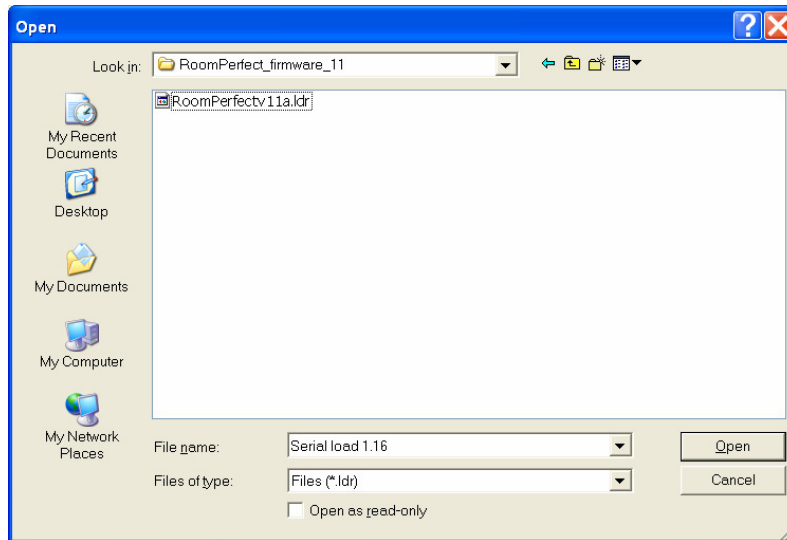 Open
Look in:
RoomPerfect_firmware_11
RoomPerfectv11a.ldr
My Recent
Documents
Desktop
My Documents
My Computer
My Network
Places
File name:
Serial load 1.16
Open
Files of type:
Files (*.ldr)
Cancel
Open as read-only